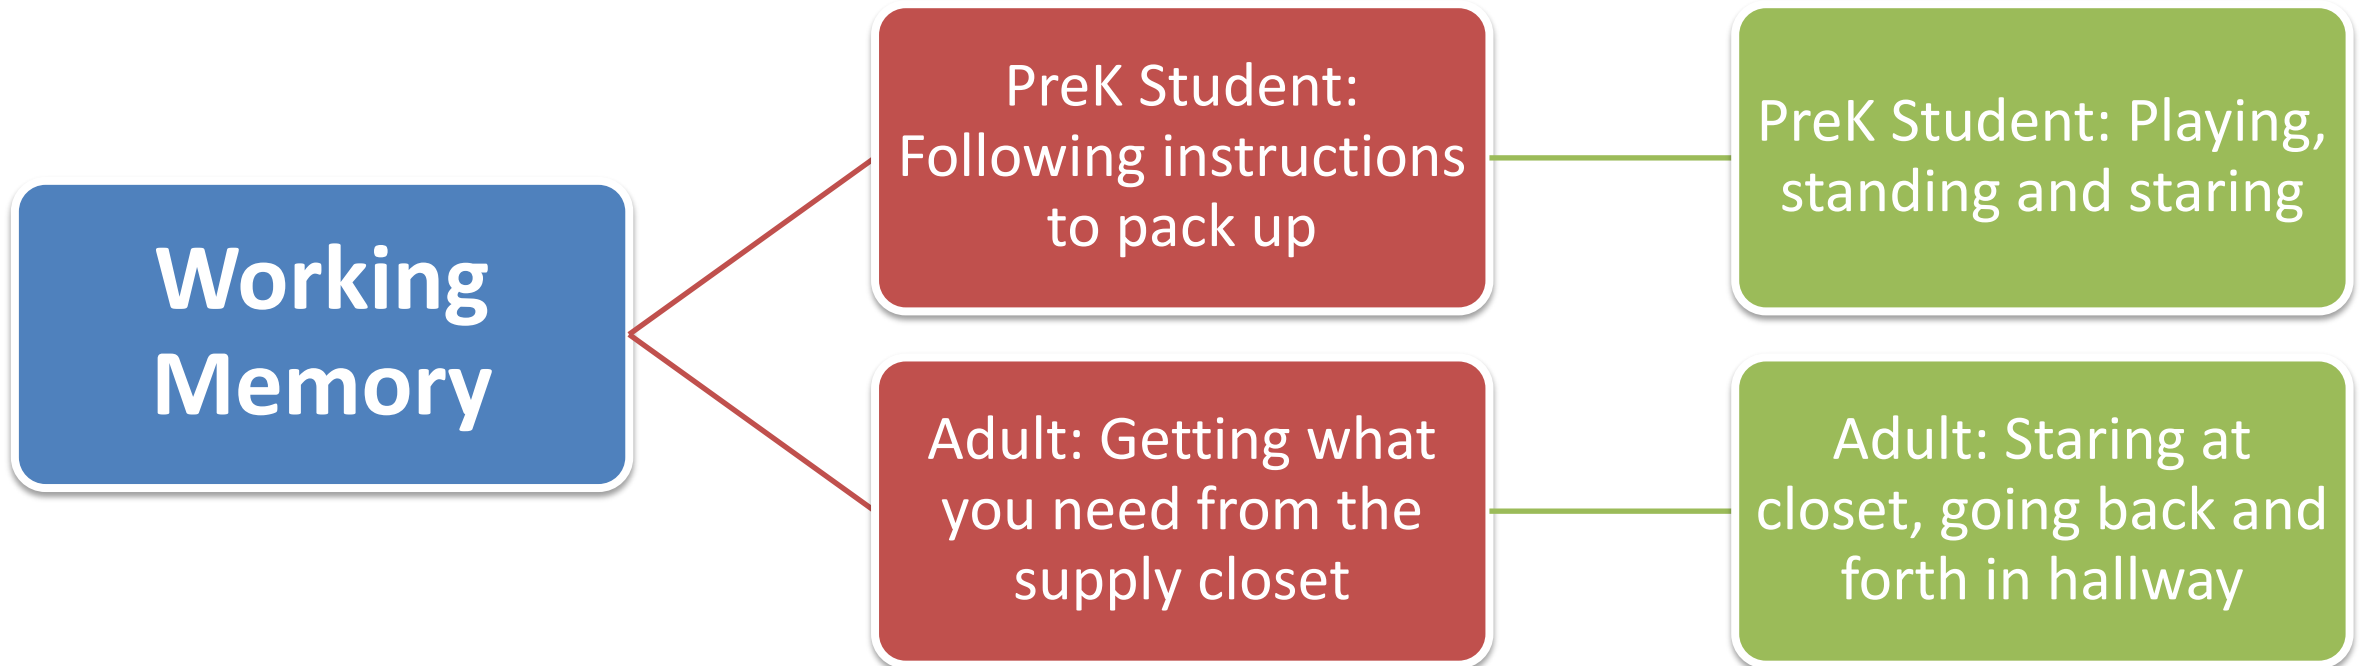 Working
Memory
PreK Student:
Following instructions
to pack up
PreK Student: Playing,
standing and staring
Adult: Getting what
you need from the
supply closet
Adult: Staring at
closet, going back and
forth in hallway